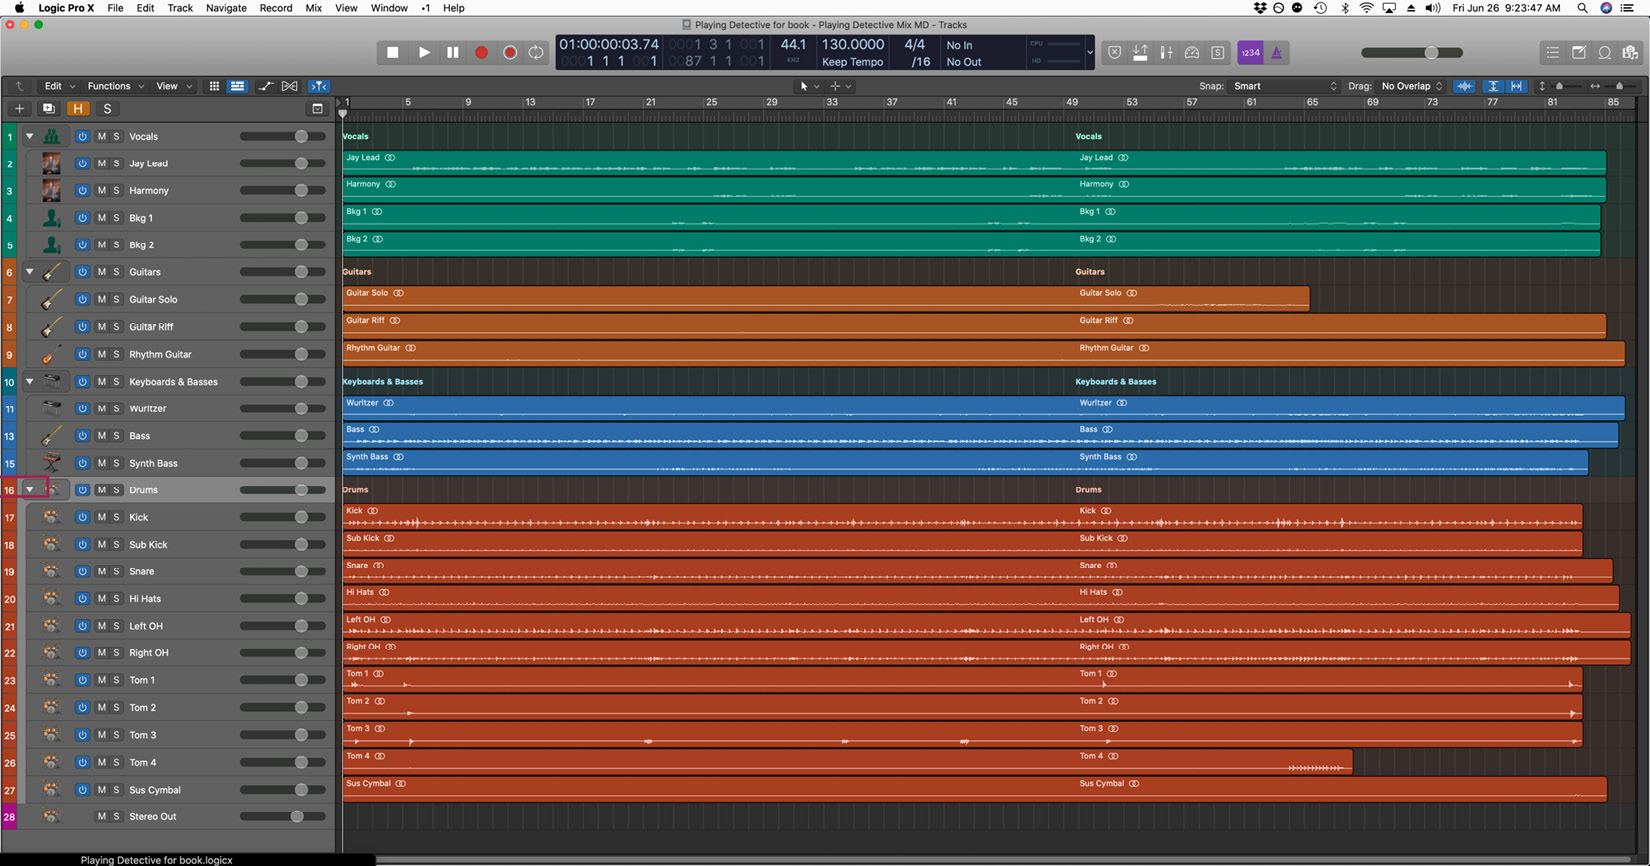 Logic Pro X File Edit Track Navigate Record Mix View Window 1 Help Fri Jun 26 9:23:47 AM
Playing Detective for book - Playing Detective Mix MD - Tracks
01:00:00:03.74 0001 3 1 001 44.1 130.0000 4/4 No In CPU
0001 1 1 001 0087 1 1 001 KHZ Keep Tempo /16 No Out HD
1234
Edit Functions View Snap: Smart Drag: No Overlap
H S 1 5 9 13 17 21 25 29 33 37 41 45 49 53 57 61 65 69 73 77 81 85
1 M S Vocals Vocals Vocals
2 M S Jay Lead Jay Lead Jay Lead
3 M S Harmony Harmony Harmony
4 M S Bkg 1 Bkg 1 Bkg 1
5 M S Bkg 2 Bkg 2 Bkg 2
6 M S Guitars Guitars Guitars
7 M S Guitar Solo Guitar Solo Guitar Solo
8 M S Guitar Riff Guitar Riff Guitar Riff
9 M S Rhythm Guitar Rhythm Guitar Rhythm Guitar
10 M S Keyboards & Basses Keyboards & Basses Keyboards & Basses
11 M S Wurltzer Wurltzer Wurltzer
13 M S Bass Bass Bass
15 M S Synth Bass Synth Bass Synth Bass
16 M S Drums Drums Drums
17 M S Kick Kick Kick
18 M S Sub Kick Sub Kick Sub Kick
19 M S Snare Snare Snare
20 M S Hi Hats Hi Hats Hi Hats
21 M S Left OH Left OH Left OH
22 M S Right OH Right OH Right OH
23 M S Tom 1 Tom 1 Tom 1
24 M S Tom 2 Tom 2 Tom 2
25 M S Tom 3 Tom 3 Tom 3
26 M S Tom 4 Tom 4 Tom 4
27 M S Sus Cymbal Sus Cymbal Sus Cymbal
28 M S Stereo Out
Playing Detective for book.logicx